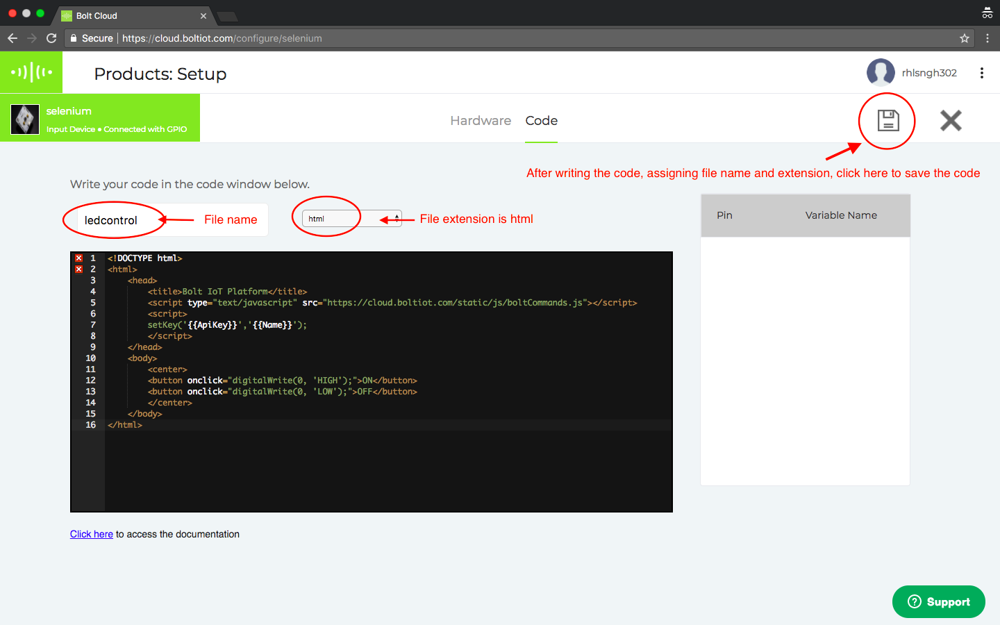 Bolt Cloud
Secure https://cloud.boltiot.com/configure/selenium
Products: Setup
rhlsngh302
selenium
Input Device • Connected with GPIO
Hardware Code
After writing the code, assigning file name and extension, click here to save the code
Write your code in the code window below.
ledcontrol File name
html File extension is html
Pin Variable Name
1 <!DOCTYPE html>
2 <html>
3 <head>
4 <title>Bolt IoT Platform</title>
5 <script type="text/javascript" src="https://cloud.boltiot.com/static/js/boltCommands.js"></script>
6 <script>
7 setKey('{{ApiKey}}','{{Name}}');
8 </script>
9 </head>
10 <body>
11 <center>
12 <button onclick="digitalWrite(0, 'HIGH');">ON</button>
13 <button onclick="digitalWrite(0, 'LOW');">OFF</button>
14 </center>
15 </body>
16 </html>
Click here to access the documentation
Support